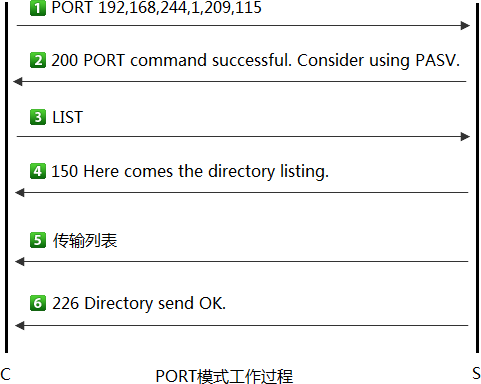 1 PORT 192,168,244,1,209,115
2 200 PORT command successful. Consider using PASV.
3 LIST
4 150 Here comes the directory listing.
5 传输列表
6 226 Directory send OK.
C PORT模式工作过程 S